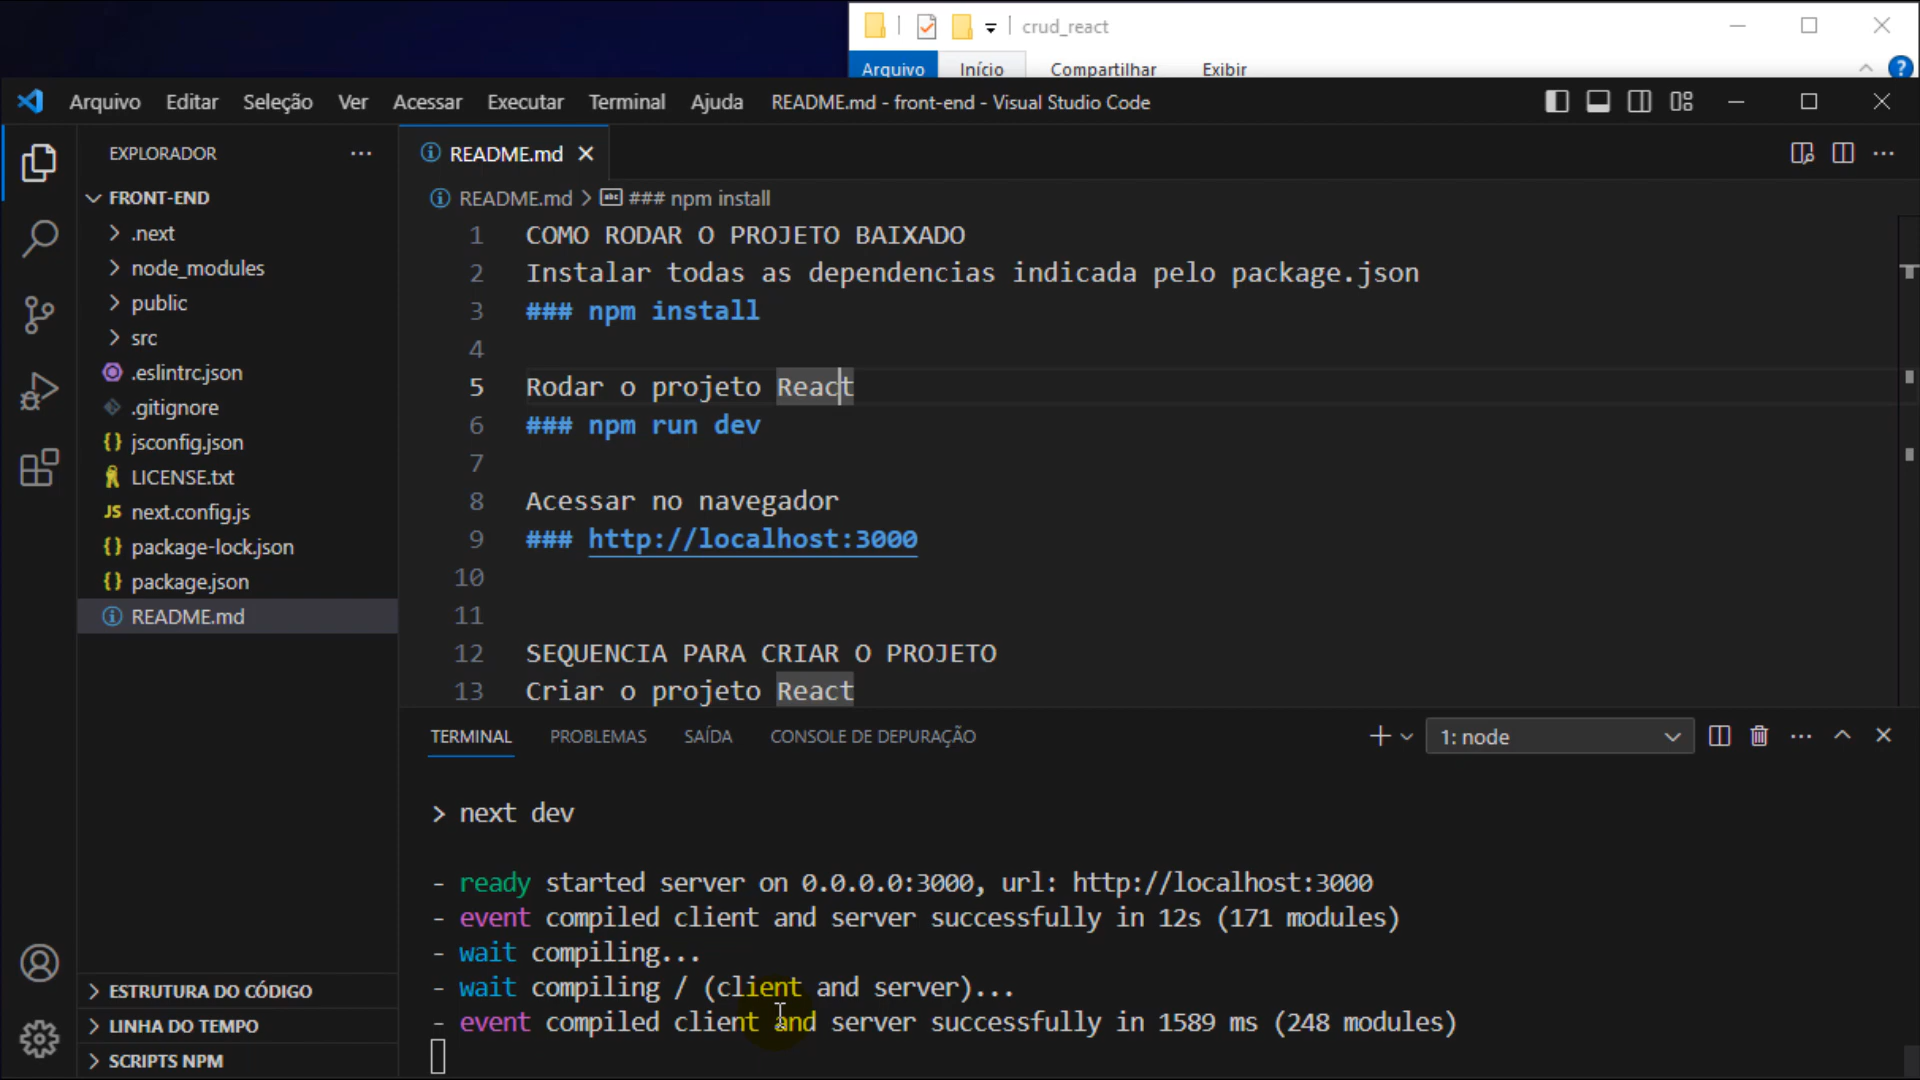 crud_react
Arquivo Início Compartilhar Exibir
Arquivo Editar Seleção Ver Acessar Executar Terminal Ajuda README.md - front-end - Visual Studio Code
EXPLORADOR
README.md
FRONT-END
README.md > ### npm install
.next
node_modules
public
src
.eslintrc.json
.gitignore
jsconfig.json
LICENSE.txt
JS next.config.js
package-lock.json
package.json
README.md
1 COMO RODAR O PROJETO BAIXADO
2 Instalar todas as dependencias indicada pelo package.json
3 ### npm install
4
5 Rodar o projeto React
6 ### npm run dev
7
8 Acessar no navegador
9 ### http://localhost:3000
10
11
12 SEQUENCIA PARA CRIAR O PROJETO
13 Criar o projeto React
TERMINAL PROBLEMAS SAÍDA CONSOLE DE DEPURAÇÃO 1: node
> next dev
- ready started server on 0.0.0.0:3000, url: http://localhost:3000
- event compiled client and server successfully in 12s (171 modules)
- wait compiling...
- wait compiling / (client and server)...
- event compiled client and server successfully in 1589 ms (248 modules)
ESTRUTURA DO CÓDIGO
LINHA DO TEMPO
SCRIPTS NPM